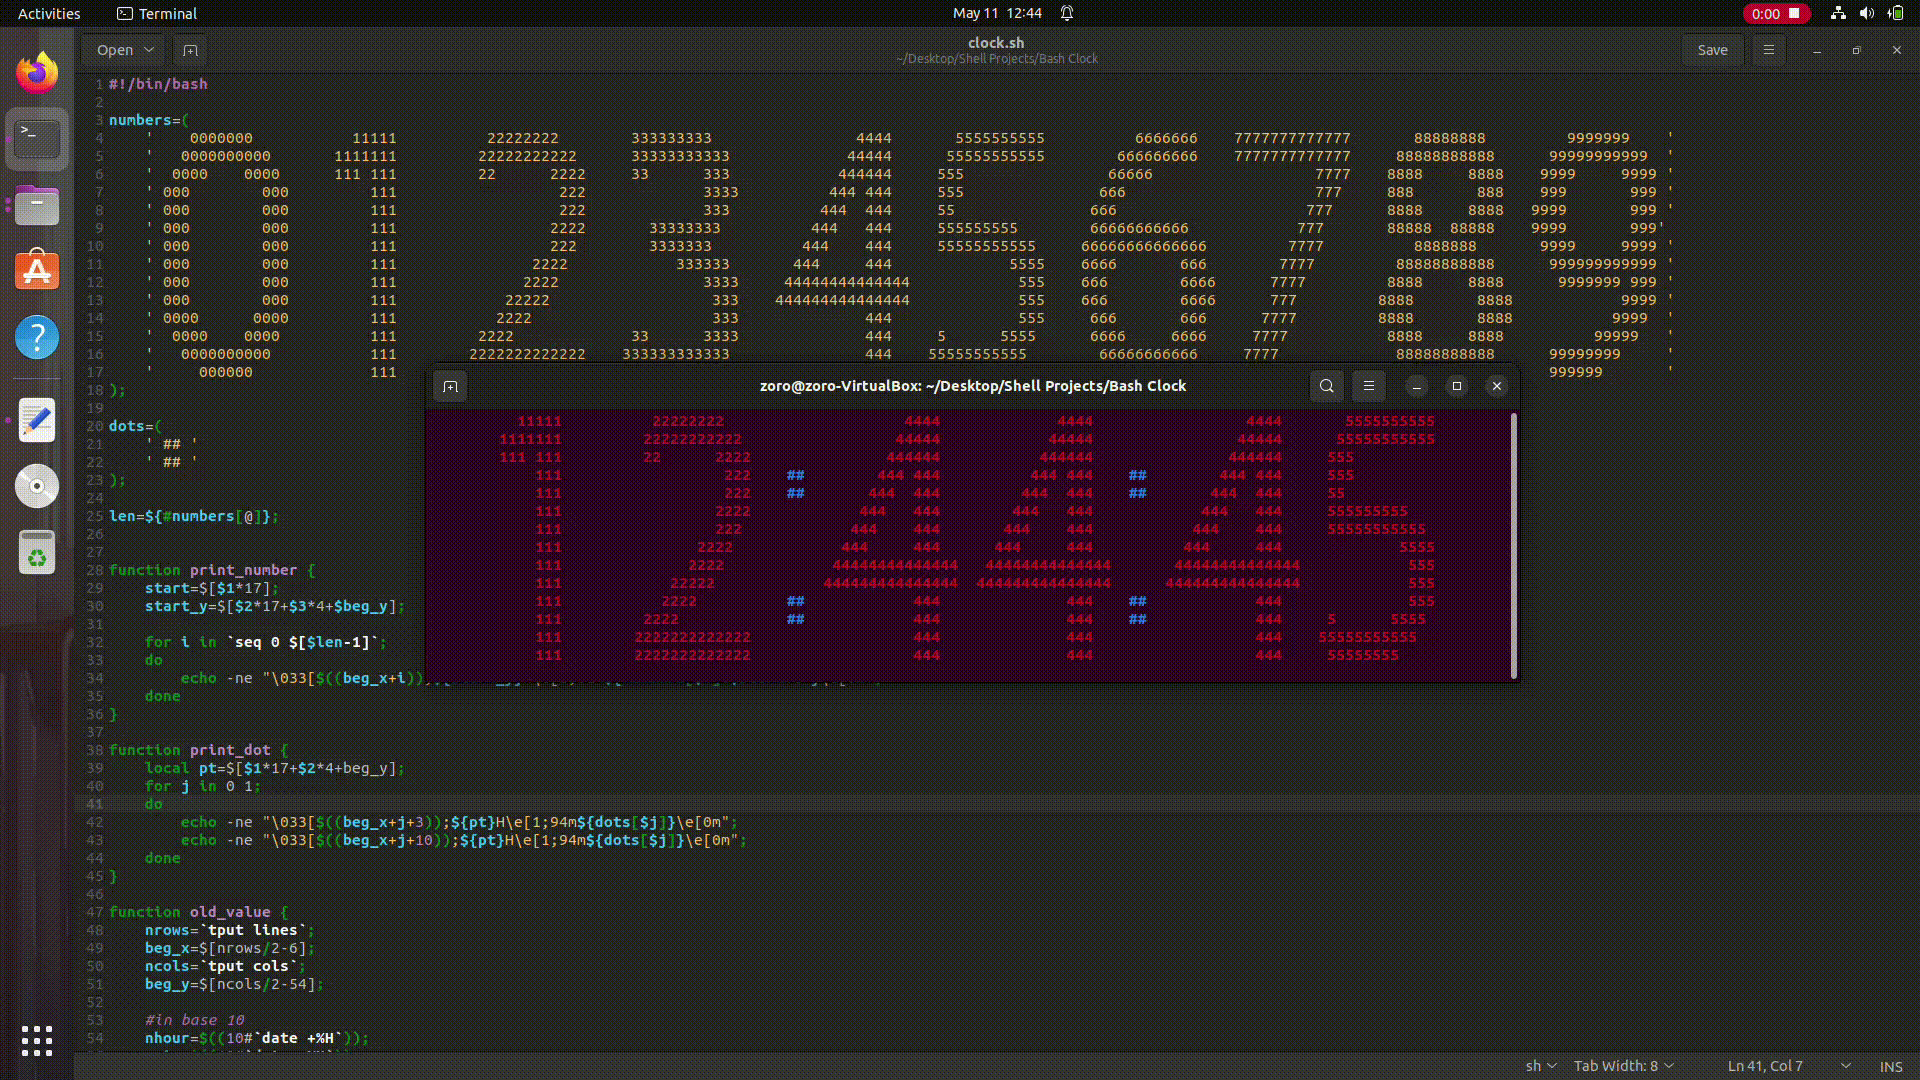 Activities
Terminal
May 11 12:44
0:00
Open
clock.sh
~/Desktop/Shell Projects/Bash Clock
Save
1 #!/bin/bash
2
3 numbers=(
4     '    0000000           11111          22222222        333333333                4444       5555555555          6666666    7777777777777       88888888         9999999    '
5     '   0000000000       1111111         22222222222      33333333333             44444      55555555555        666666666    7777777777777     88888888888      99999999999  '
6     '  0000    0000      111 111         22      2222     33      333            444444     555                66666                  7777    8888     8888    9999     9999 '
7     ' 000        000         111                  222             3333          444 444     555               666                     777     888      888    999       999 '
8     ' 000        000         111                  222             333          444  444     55               666                     777      8888     8888   9999      999 '
9     ' 000        000         111                 2222       33333333          444   444     555555555        66666666666            777      88888  88888    9999       999'
10     ' 000        000         111                 222        3333333          444    444     55555555555     66666666666666         7777          8888888       9999     9999 '
11     ' 000        000         111               2222            333333       444     444             5555    6666       666        7777         88888888888      999999999999 '
12     ' 000        000         111              2222                3333     44444444444444            555    666        6666      7777         8888     8888      9999999 999 '
13     ' 000        000         111            22222                  333    444444444444444            555    666        6666      777         8888       8888            9999 '
14     ' 0000      0000         111           2222                    333              444              555     666       666      7777         8888       8888           9999  '
15     '  0000    0000          111         2222             33      3333              444      5      5555     6666     6666     7777           8888     8888          99999   '
16     '   0000000000           111        2222222222222    333333333333               444     55555555555       66666666666     7777             88888888888      99999999     '
17     '     000000             111
999999       '
18 );
19
20 dots=(
21     ' ## '
22     ' ## '
23 );
24
25 len=${#numbers[@]};
26
27
28 function print_number {
29     start=$[$1*17];
30     start_y=$[$2*17+$3*4+$beg_y];
31
32     for i in `seq 0 $[$len-1]`;
33     do
34         echo -ne "\033[$((beg_x+i))
35     done
36 }
37
38 function print_dot {
39     local pt=$[$1*17+$2*4+beg_y];
40     for j in 0 1;
41     do
42         echo -ne "\033[$((beg_x+j+3));${pt}H\e[1;94m${dots[$j]}\e[0m";
43         echo -ne "\033[$((beg_x+j+10));${pt}H\e[1;94m${dots[$j]}\e[0m";
44     done
45 }
46
47 function old_value {
48     nrows=`tput lines`;
49     beg_x=$[nrows/2-6];
50     ncols=`tput cols`;
51     beg_y=$[ncols/2-54];
52
53     #in base 10
54     nhour=$((10#`date +%H`));
zoro@zoro-VirtualBox: ~/Desktop/Shell Projects/Bash Clock
11111          22222222                    4444             4444                 4444       5555555555
1111111         22222222222                 44444            44444                44444      55555555555
111 111         22      2222                444444           444444               444444     555
111                  222    ##        444 444          444 444    ##        444 444     555
111                  222    ##       444  444         444  444    ##       444  444     55
111                 2222            444   444        444   444            444   444     555555555
111                 222            444    444       444    444           444    444     55555555555
111               2222            444     444      444     444          444     444             5555
111              2222            44444444444444   44444444444444       44444444444444            555
111            22222            444444444444444  444444444444444      444444444444444            555
111           2222          ##            444              444    ##            444              555
111         2222            ##            444              444    ##            444     5      5555
111        2222222222222                  444              444                  444    55555555555
111        2222222222222                  444              444                  444     55555555
sh
Tab Width: 8
Ln 41, Col 7
INS